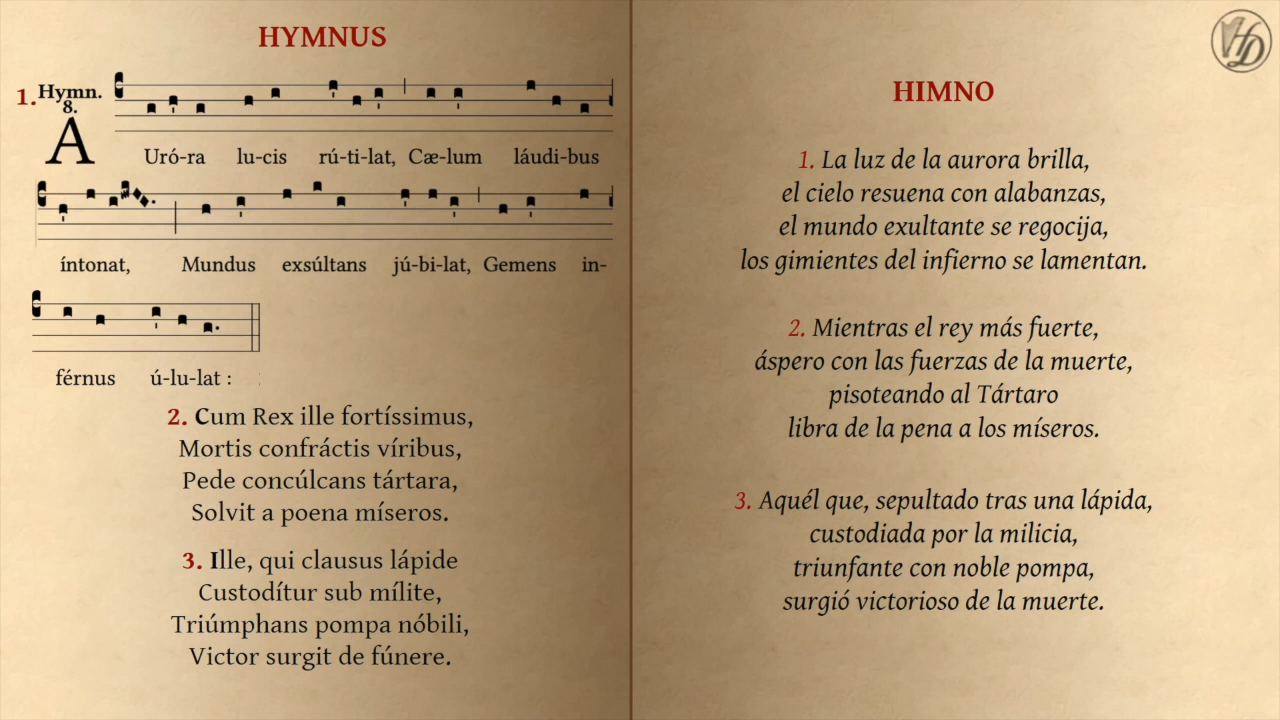 HYMNUS
1. Hymn.
8.
A Uró-ra lu-cis rú-ti-lat, Cæ-lum láudi-bus
íntonat, Mundus exsúltans jú-bi-lat, Gemens in-
férnus ú-lu-lat :
2. Cum Rex ille fortíssimus,
Mortis confráctis víribus,
Pede concúlcans tártara,
Solvit a poena míseros.
3. Ille, qui clausus lápide
Custodítur sub mílite,
Triúmphans pompa nóbili,
Victor surgit de fúnere.
HD
HIMNO
1. La luz de la aurora brilla,
el cielo resuena con alabanzas,
el mundo exultante se regocija,
los gimientes del infierno se lamentan.
2. Mientras el rey más fuerte,
áspero con las fuerzas de la muerte,
pisoteando al Tártaro
libra de la pena a los míseros.
3. Aquél que, sepultado tras una lápida,
custodiada por la milicia,
triunfante con noble pompa,
surgió victorioso de la muerte.